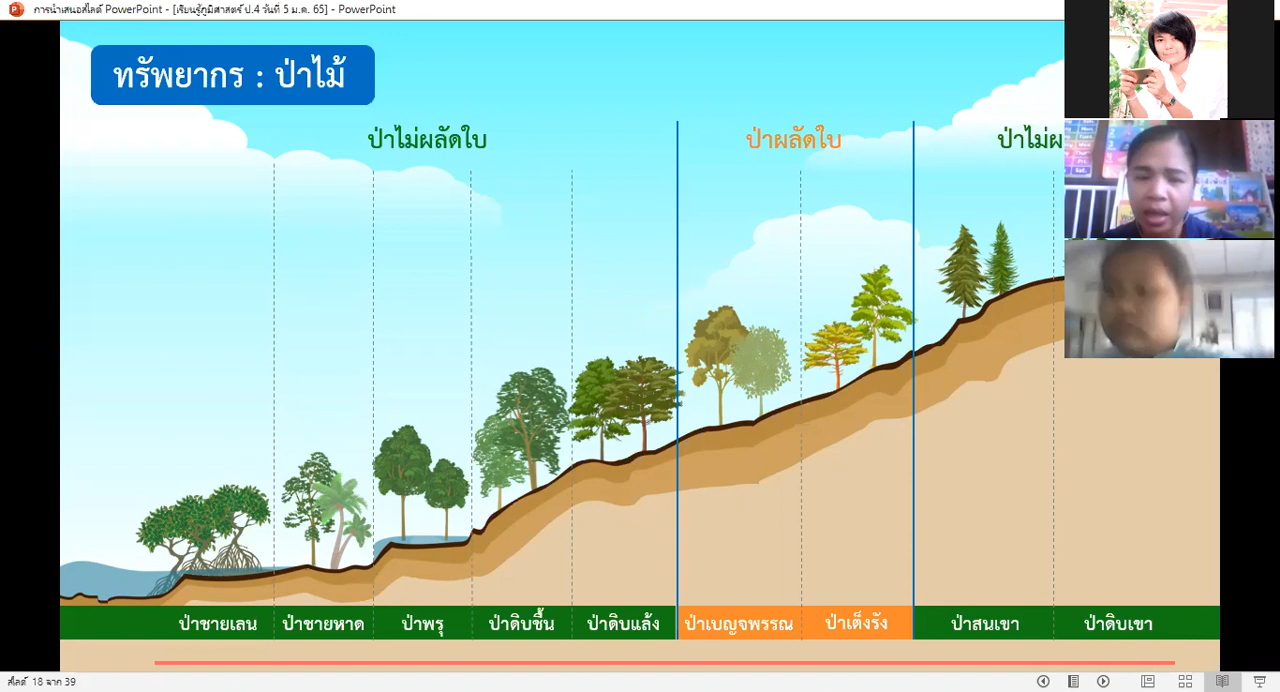 การนำเสนอสไลด์ PowerPoint - [เรียนรู้ภูมิศาสตร์ ป.4 วันที่ 5 ม.ค. 65] - PowerPoint
ทรัพยากร : ป่าไม้
ป่าไม่ผลัดใบ ป่าผลัดใบ ป่าไม่ผ
ป่าชายเลน ป่าชายหาด ป่าพรุ ป่าดิบชื้น ป่าดิบแล้ง ป่าเบญจพรรณ ป่าเต็งรัง ป่าสนเขา ป่าดิบเขา
สไลด์ 18 จาก 39